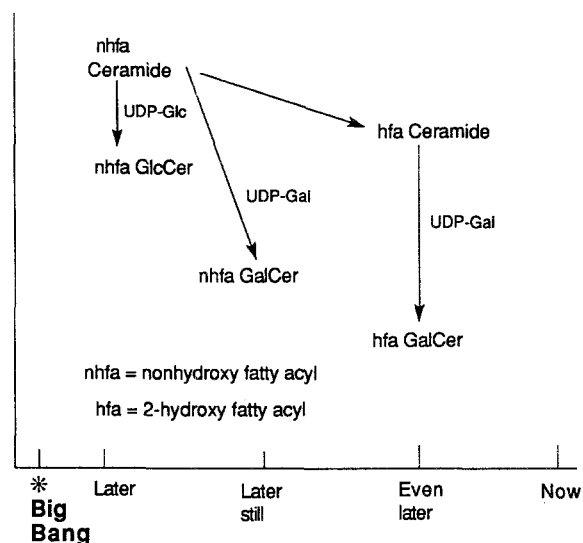 nhfa
Ceramide
UDP-Glc
hfa Ceramide
nhfa GlcCer
UDP-Gal
UDP-Gal
nhfa GalCer
hfa GalCer
nhfa = nonhydroxy fatty acyl
hfa = 2-hydroxy fatty acyl
* Later Later Even Now
Big still later
Bang